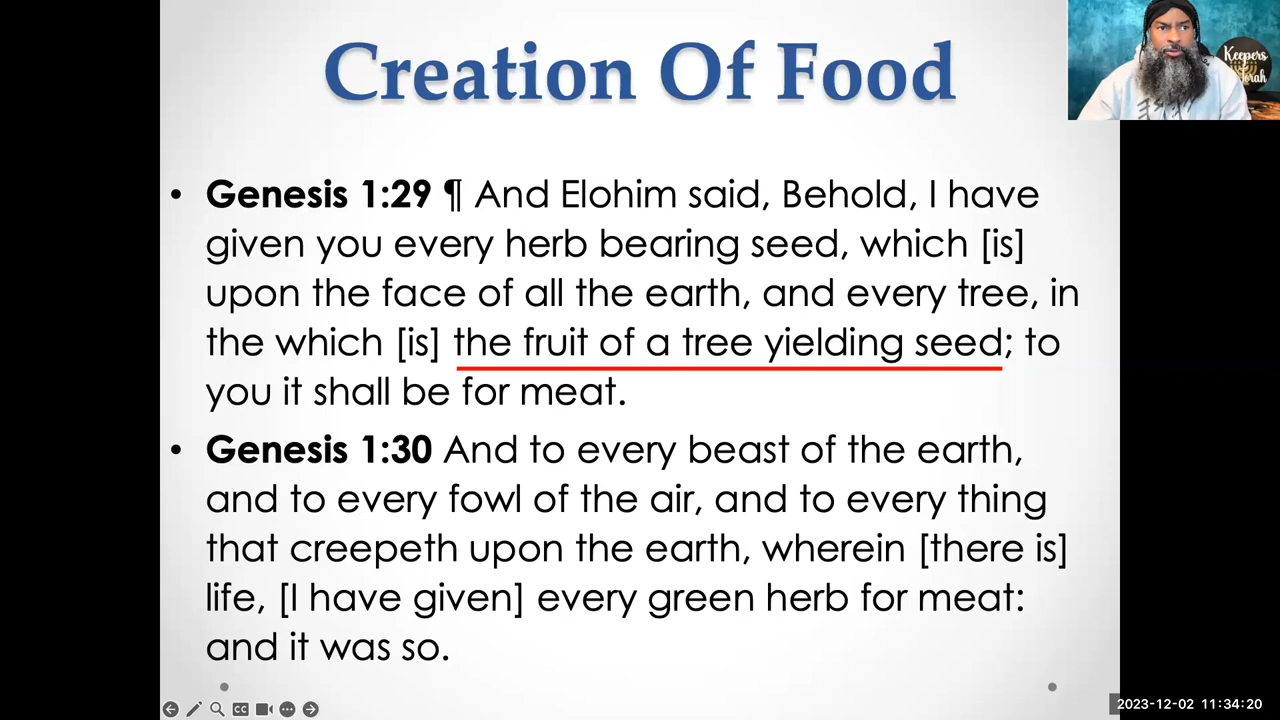 Creation Of Food
Keepers
Torah
• Genesis 1:29 ¶ And Elohim said, Behold, I have
given you every herb bearing seed, which [is]
upon the face of all the earth, and every tree, in
the which [is] the fruit of a tree yielding seed; to
you it shall be for meat.
• Genesis 1:30 And to every beast of the earth,
and to every fowl of the air, and to every thing
that creepeth upon the earth, wherein [there is]
life, [I have given] every green herb for meat:
and it was so.
CC
2023-12-02 11:34:20